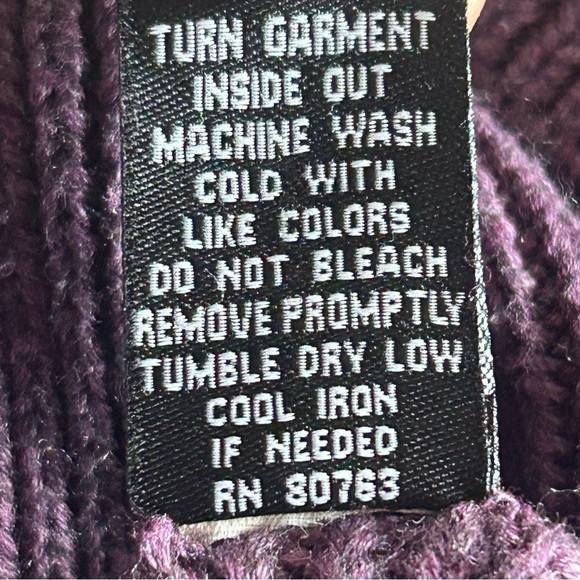 TURN GARMENT
INSIDE OUT
MACHINE WASH
COLD WITH
LIKE COLORS
DO NOT BLEACH
REMOVE PROMPTLY
TUMBLE DRY LOW
COOL IRON
IF NEEDED
RN 80763